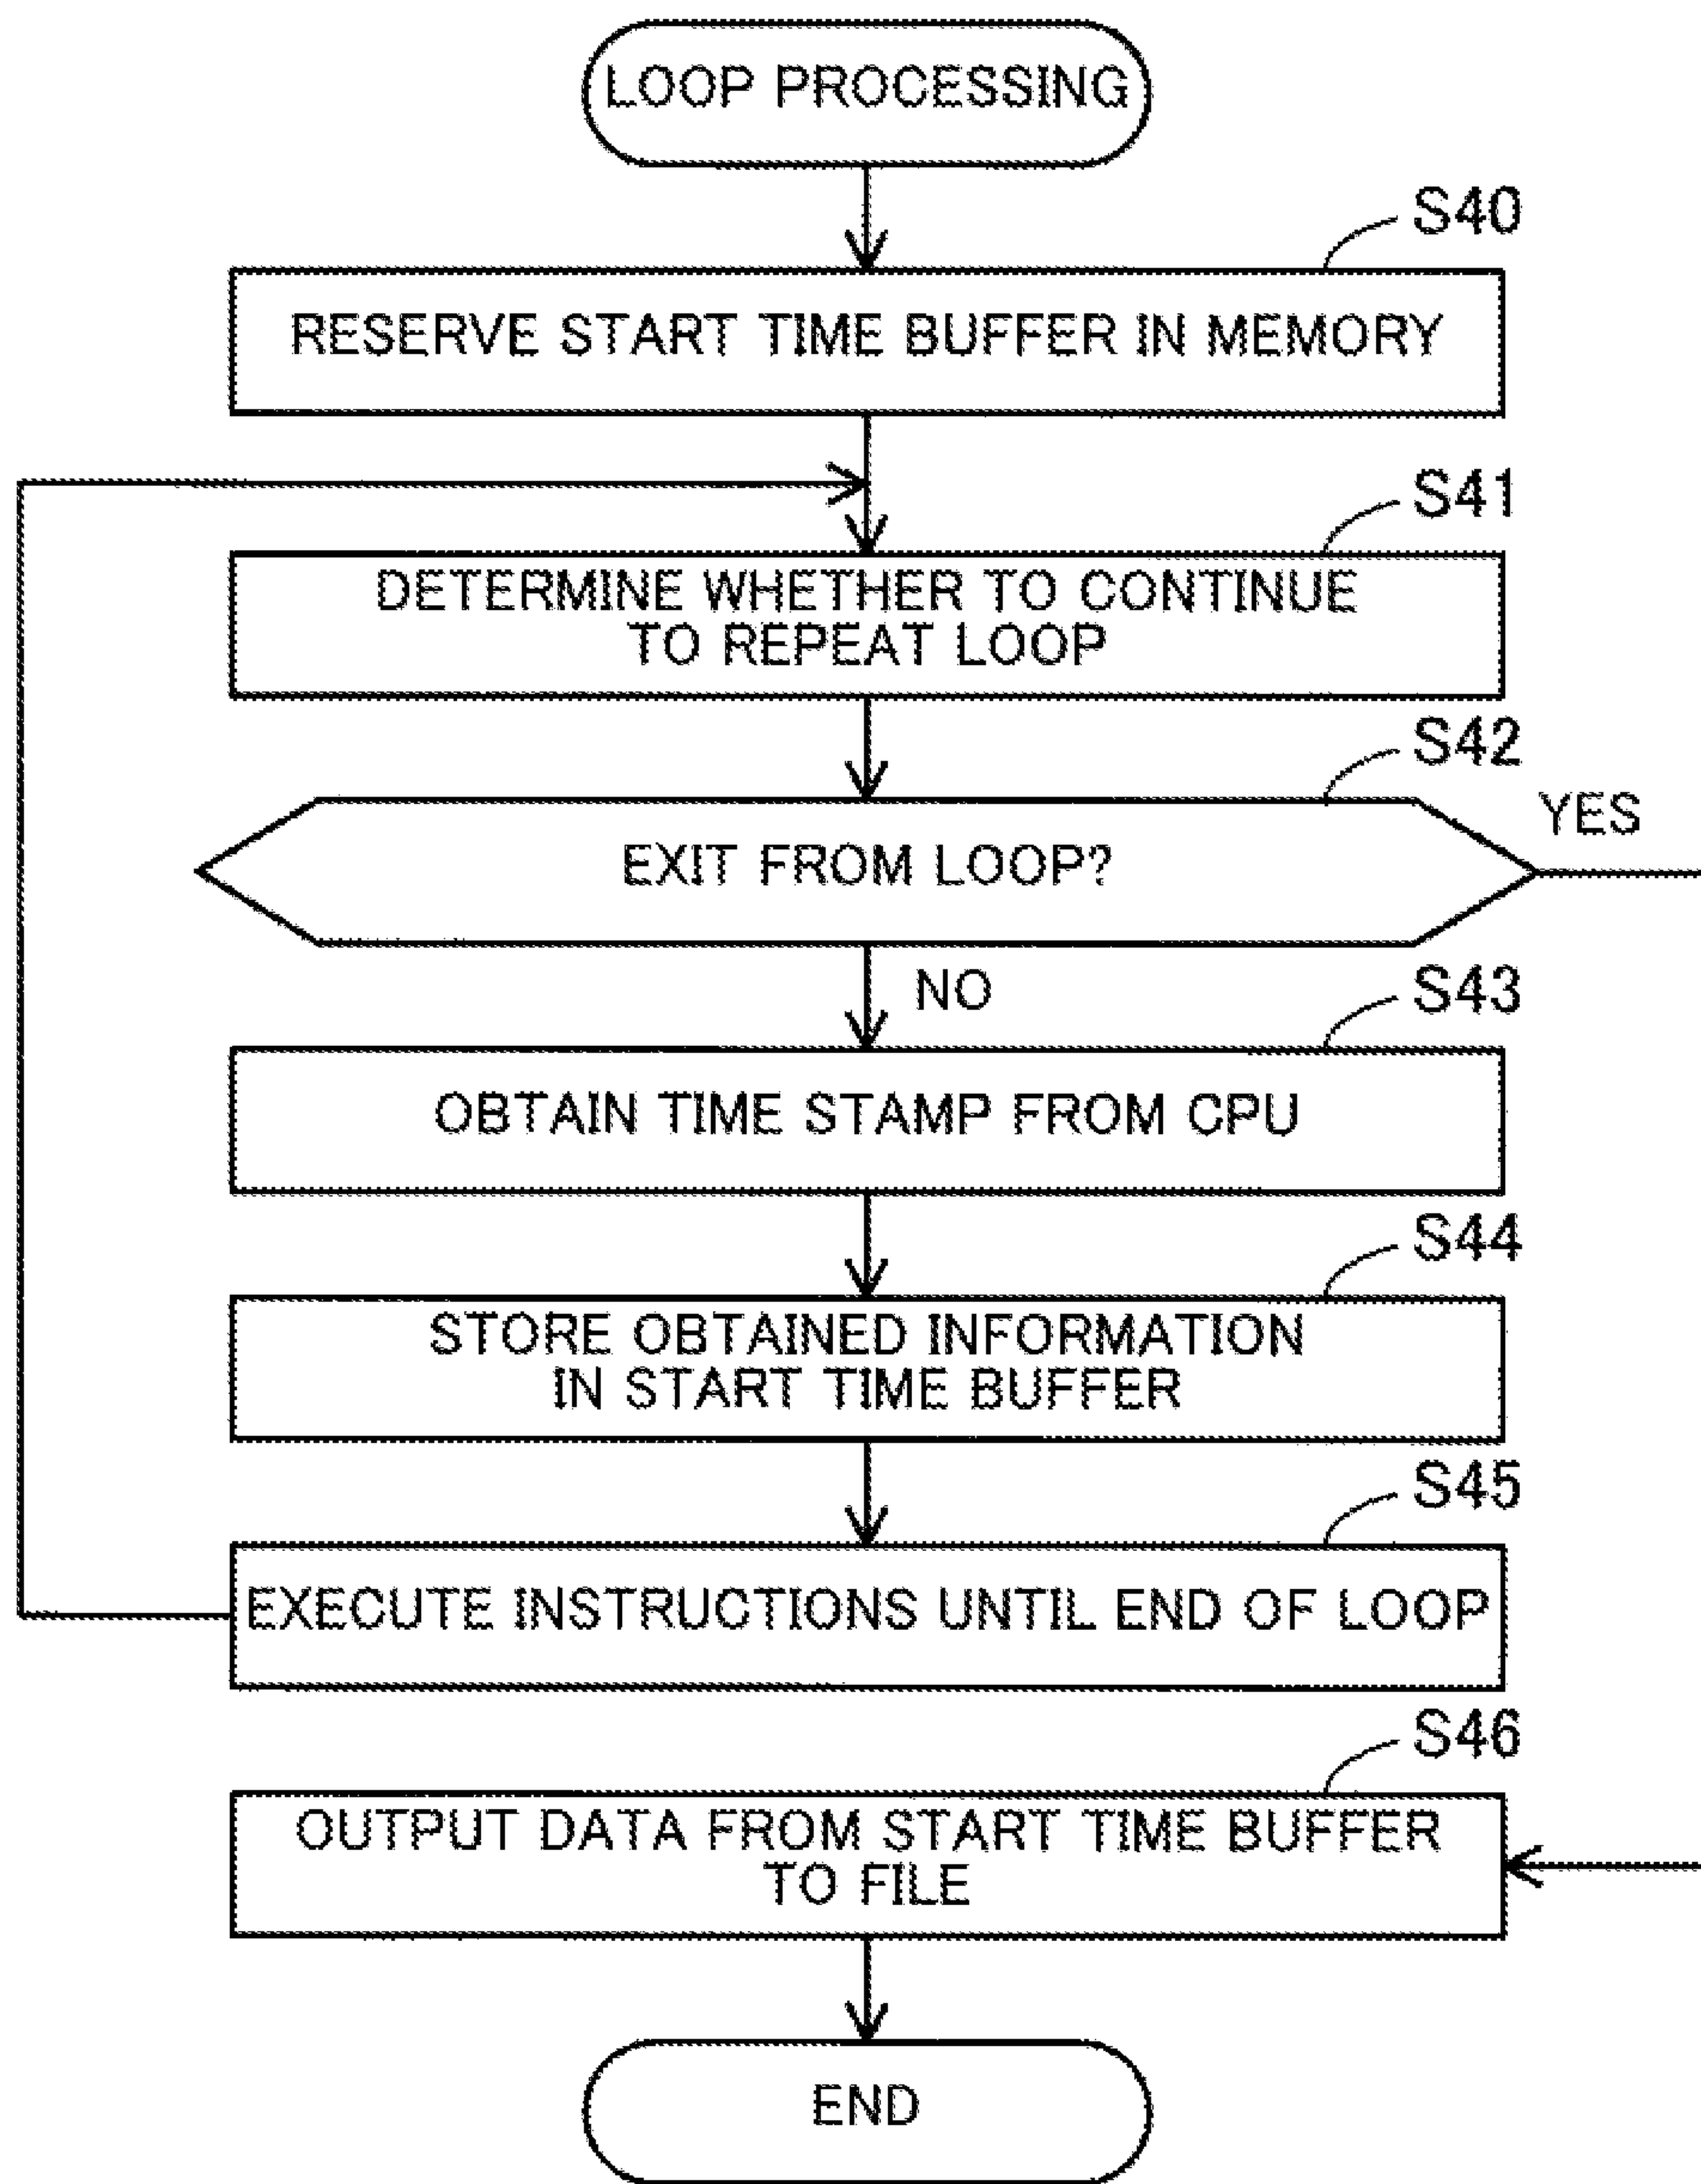 LOOP PROCESSING
S40
RESERVE START TIME BUFFER IN MEMORY
S41
DETERMINE WHETHER TO CONTINUE
TO REPEAT LOOP
S42
YES
EXIT FROM LOOP?
NO
S43
OBTAIN TIME STAMP FROM CPU
S44
STORE OBTAINED INFORMATION
IN START TIME BUFFER
S45
EXECUTE INSTRUCTIONS UNTIL END OF LOOP
S46
OUTPUT DATA FROM START TIME BUFFER
TO FILE
END